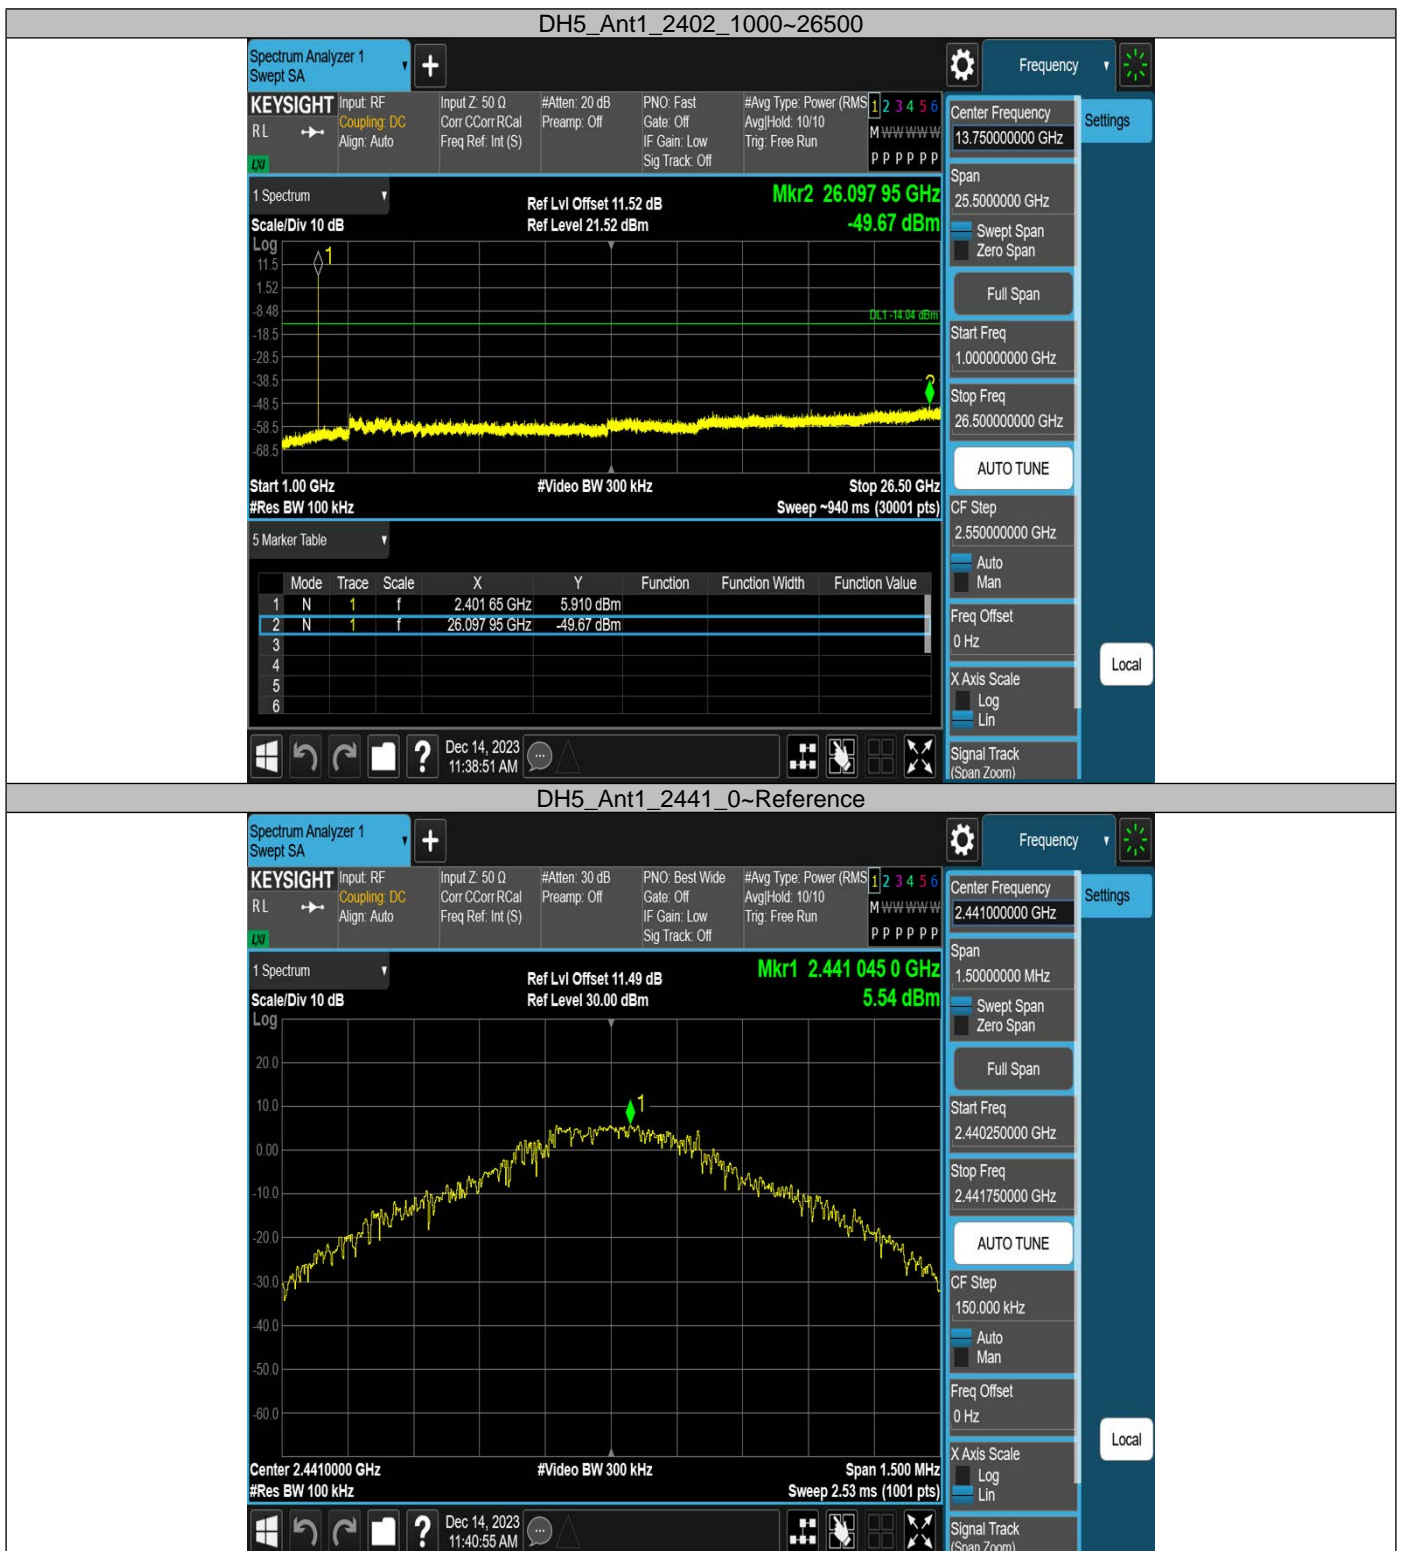 DH5_Ant1_2402_1000~26500
Spectrum Analyzer 1
Swept SA
Frequency
KEYSIGHT
RL
LXI
Input: RF
Coupling: DC
Align: Auto
Input Z: 50 Ω
Corr CCorr RCal
Freq Ref: Int (S)
#Atten: 20 dB
Preamp: Off
PNO: Fast
Gate: Off
IF Gain: Low
Sig Track: Off
#Avg Type: Power (RMS
Avg|Hold: 10/10
Trig: Free Run
1 2 3 4 5 6
M W W W W W
P P P P P P
1 Spectrum
Scale/Div 10 dB
Ref Lvl Offset 11.52 dB
Ref Level 21.52 dBm
Mkr2 26.097 95 GHz
-49.67 dBm
Log
11.5
1.52
-8.48
-18.5
-28.5
-38.5
-48.5
-58.5
-68.5
1
DL1 -14.04 dBm
Start 1.00 GHz
#Res BW 100 kHz
#Video BW 300 kHz
Stop 26.50 GHz
Sweep ~940 ms (30001 pts)
5 Marker Table
Mode Trace Scale X Y Function Function Width Function Value
1 N 1 f 2.401 65 GHz 5.910 dBm
2 N 1 f 26.097 95 GHz -49.67 dBm
3
4
5
6
Dec 14, 2023
11:38:51 AM
Center Frequency
13.750000000 GHz
Span
25.5000000 GHz
Swept Span
Zero Span
Full Span
Start Freq
1.000000000 GHz
Stop Freq
26.500000000 GHz
AUTO TUNE
CF Step
2.550000000 GHz
Auto
Man
Freq Offset
0 Hz
X Axis Scale
Log
Lin
Signal Track
(Span Zoom)
Settings
Local
DH5_Ant1_2441_0~Reference
Spectrum Analyzer 1
Swept SA
Frequency
KEYSIGHT
RL
LXI
Input: RF
Coupling: DC
Align: Auto
Input Z: 50 Ω
Corr CCorr RCal
Freq Ref: Int (S)
#Atten: 30 dB
Preamp: Off
PNO: Best Wide
Gate: Off
IF Gain: Low
Sig Track: Off
#Avg Type: Power (RMS
Avg|Hold: 10/10
Trig: Free Run
1 2 3 4 5 6
M W W W W W
P P P P P P
1 Spectrum
Scale/Div 10 dB
Ref Lvl Offset 11.49 dB
Ref Level 30.00 dBm
Mkr1 2.441 045 0 GHz
5.54 dBm
Log
20.0
10.0
0.00
-10.0
-20.0
-30.0
-40.0
-50.0
-60.0
1
Center 2.4410000 GHz
#Res BW 100 kHz
#Video BW 300 kHz
Span 1.500 MHz
Sweep 2.53 ms (1001 pts)
Dec 14, 2023
11:40:55 AM
Center Frequency
2.441000000 GHz
Span
1.50000000 MHz
Swept Span
Zero Span
Full Span
Start Freq
2.440250000 GHz
Stop Freq
2.441750000 GHz
AUTO TUNE
CF Step
150.000 kHz
Auto
Man
Freq Offset
0 Hz
X Axis Scale
Log
Lin
Signal Track
(Span Zoom)
Settings
Local